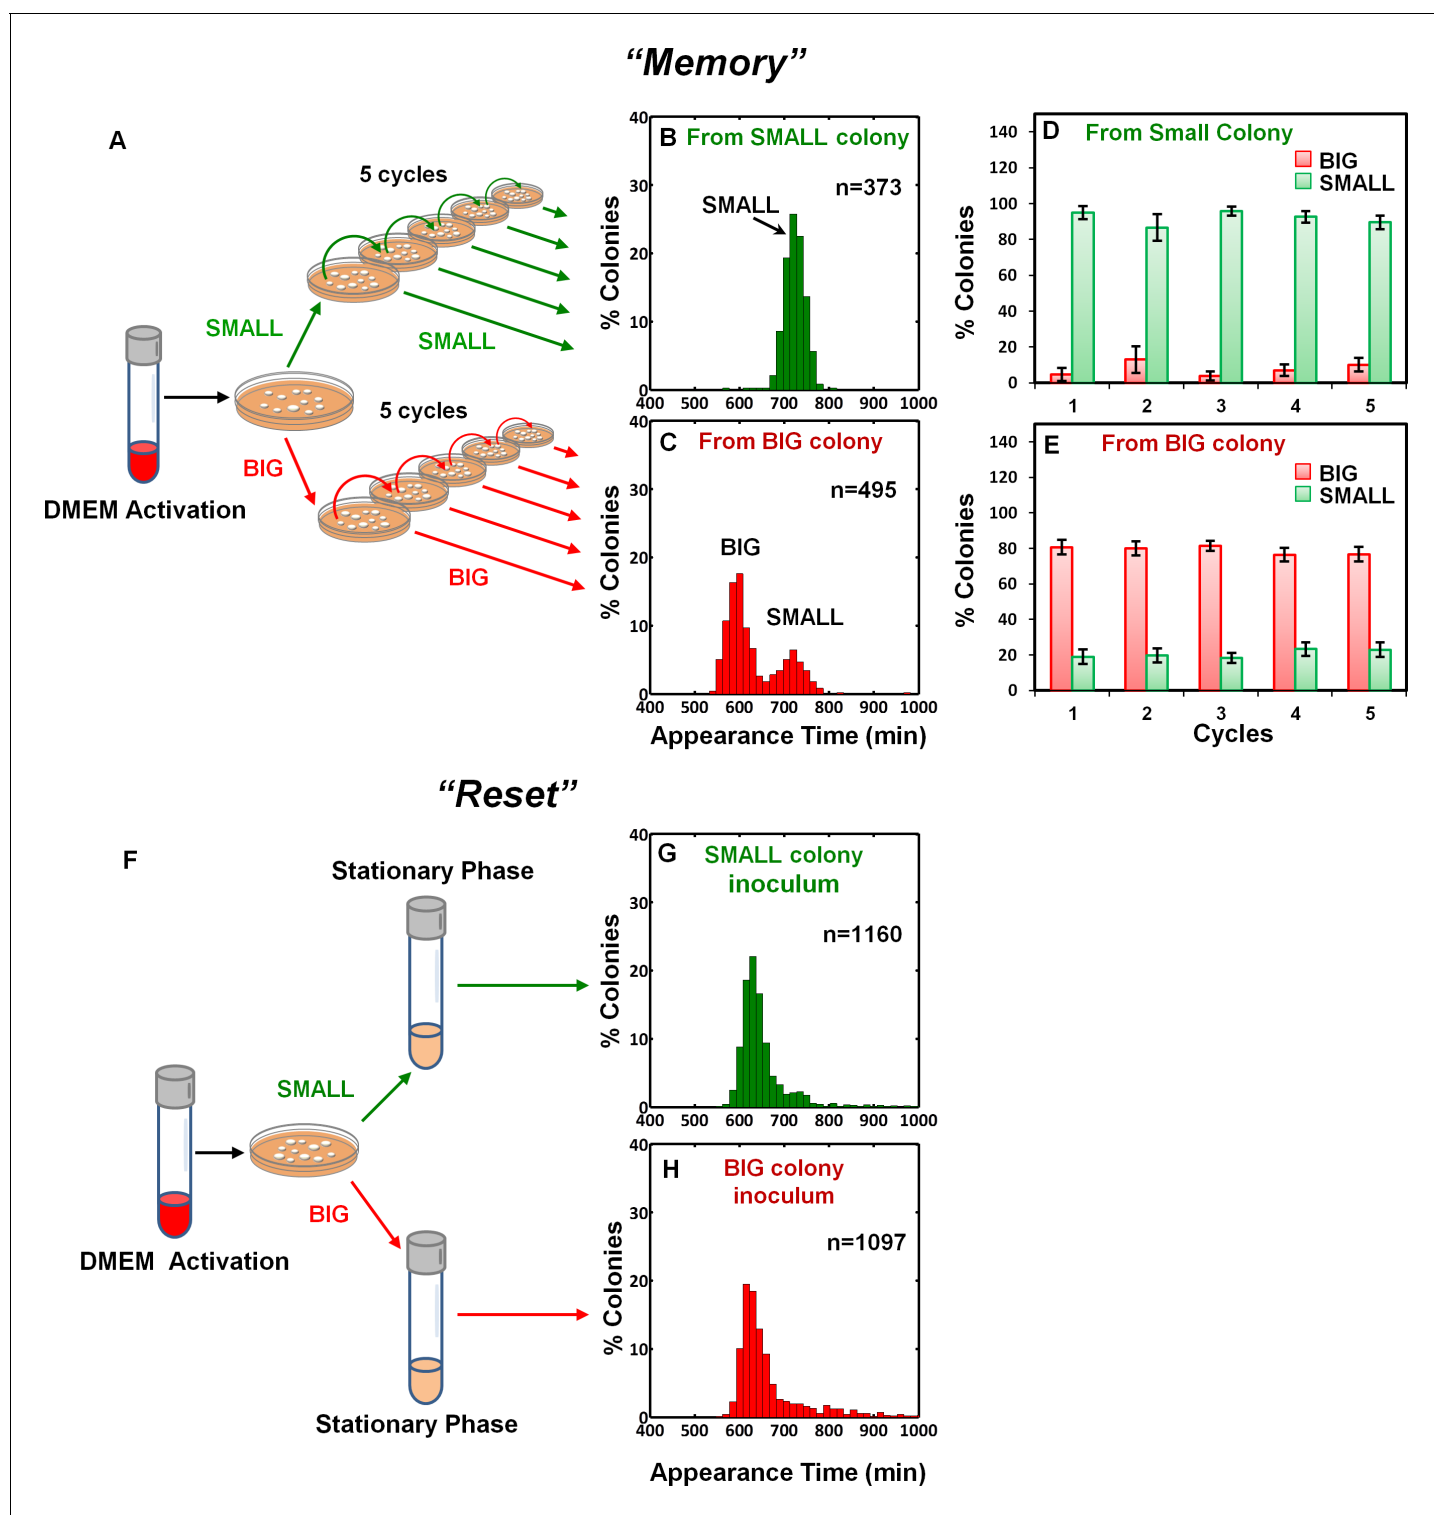 “Memory”
A
5 cycles
SMALL
SMALL
5 cycles
BIG
BIG
DMEM Activation
B From SMALL colony
n=373
SMALL
% Colonies
40
30
20
10
0
400 500 600 700 800 900 1000
C From BIG colony
n=495
BIG
SMALL
% Colonies
40
30
20
10
0
400 500 600 700 800 900 1000
Appearance Time (min)
D From Small Colony
BIG
SMALL
% Colonies
140
120
100
80
60
40
20
0
1 2 3 4 5
E From BIG colony
BIG
SMALL
% Colonies
140
120
100
80
60
40
20
0
1 2 3 4 5
Cycles
“Reset”
F
Stationary Phase
SMALL
BIG
DMEM Activation
Stationary Phase
G SMALL colony
inoculum
n=1160
% Colonies
40
30
20
10
0
400 500 600 700 800 900 1000
H BIG colony
inoculum
n=1097
% Colonies
40
30
20
10
0
400 500 600 700 800 900 1000
Appearance Time (min)